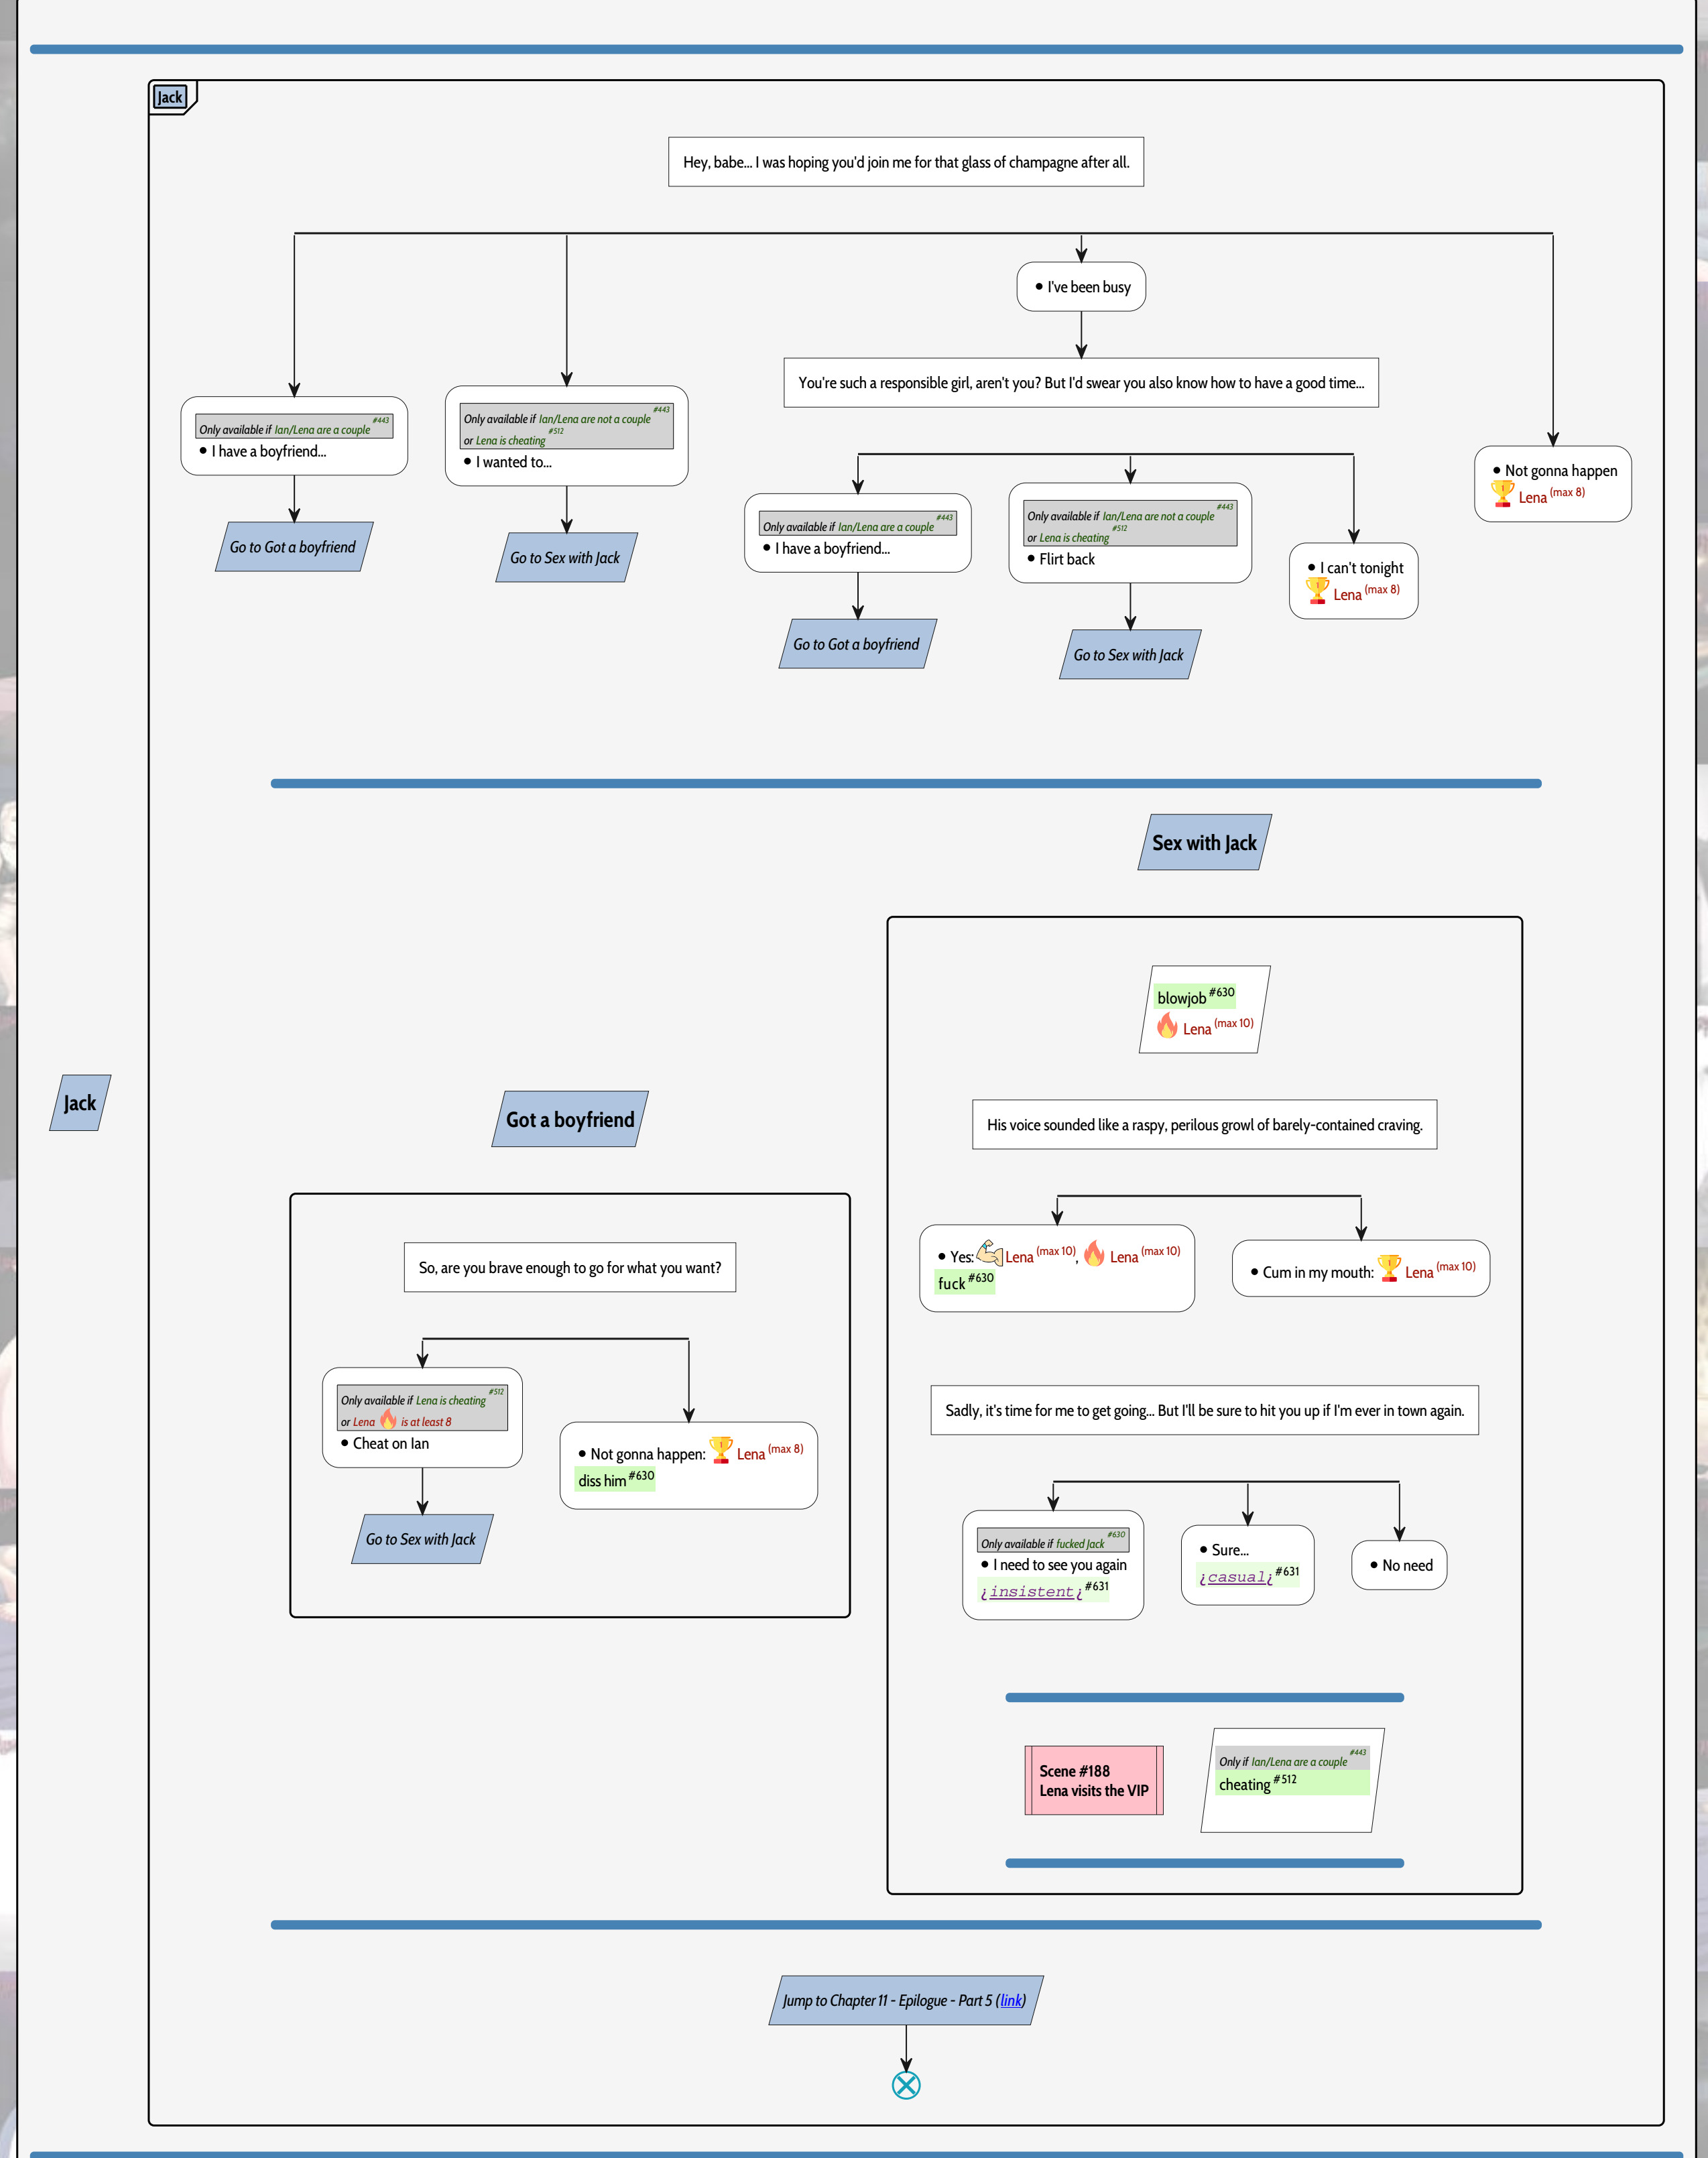 Jack
Hey, babe... I was hoping you'd join me for that glass of champagne after all.
Only available if Ian/Lena are a couple #443
• I have a boyfriend...
Go to Got a boyfriend
Only available if Ian/Lena are not a couple #443
or Lena is cheating #512
• I wanted to...
Go to Sex with Jack
• I've been busy
You're such a responsible girl, aren't you? But I'd swear you also know how to have a good time...
Only available if Ian/Lena are a couple #443
• I have a boyfriend...
Go to Got a boyfriend
Only available if Ian/Lena are not a couple #443
or Lena is cheating #512
• Flirt back
Go to Sex with Jack
• I can't tonight
🏆 Lena (max 8)
• Not gonna happen
🏆 Lena (max 8)
Jack
Got a boyfriend
So, are you brave enough to go for what you want?
Only available if Lena is cheating #512
or Lena 🔥 is at least 8
• Cheat on Ian
Go to Sex with Jack
• Not gonna happen: 🏆 Lena (max 8)
diss him #630
Sex with Jack
blowjob #630
🔥 Lena (max 10)
His voice sounded like a raspy, perilous growl of barely-contained craving.
• Yes: 💪 Lena (max 10), 🔥 Lena (max 10)
fuck #630
• Cum in my mouth: 🏆 Lena (max 10)
Sadly, it's time for me to get going... But I'll be sure to hit you up if I'm ever in town again.
Only available if fucked Jack #630
• I need to see you again
¿insistent¿ #631
• Sure...
¿casual¿ #631
• No need
Scene #188
Lena visits the VIP
Only if Ian/Lena are a couple #443
cheating #512
Jump to Chapter 11 - Epilogue - Part 5 (link)